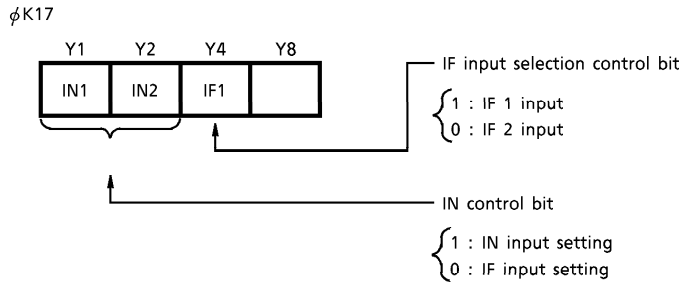 ϕK17
Y1 Y2 Y4 Y8
IN1 IN2 IF1
IF input selection control bit
1 : IF 1 input
0 : IF 2 input
IN control bit
1 : IN input setting
0 : IF input setting